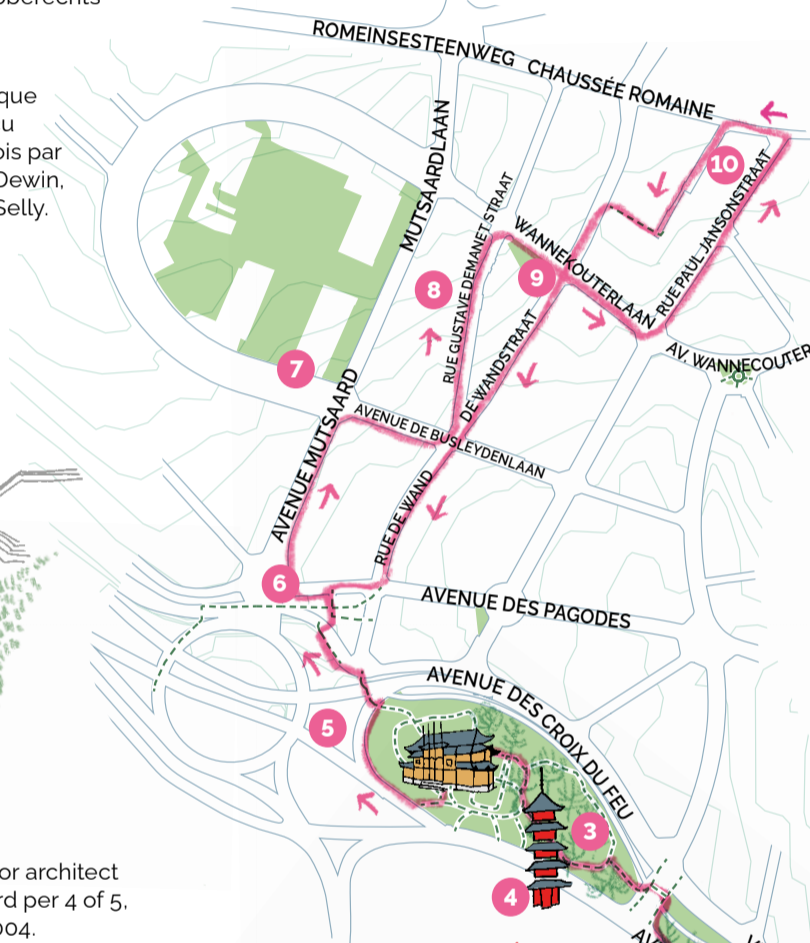 que
u
ois par
Dewin,
Selly.
ROMEINSESTEENWEG CHAUSSÉE ROMAINE
MUTSAARDLAAN
10
RUE PAUL JANSONSTRAAT
WANNEKOUTERLAAN
9
8
RUE GUSTAVE DEMANET STRAAT
DE WANDSTRAAT
AV WANNECOUTER
7
AVENUE MUTSAARD
AVENUE DE BUSLEYDENLAAN
RUE DE WAND
6
AVENUE DES PAGODES
AVENUE DES CROIX DU FEU
5
3
4
or architect
rd per 4 of 5,
004.